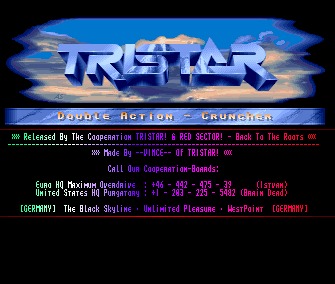 TRISTAR
Double Action - Cruncher
»»» Released By The Cooperation TRISTAR! & RED SECTOR! - Back To The Roots «««
»»» Made By --VINCE-- Of TRISTAR! «««
Call Our Cooperation-Boards:
Euro HQ Maximum Overdrive : +46 - 442 - 475 - 39 (Istvan)
United States HQ Purgatory : +1 - 203 - 225 - 5482 (Brain Dead)
[GERMANY] The Black Skyline · Unlimited Pleasure · WestPoint [GERMANY]